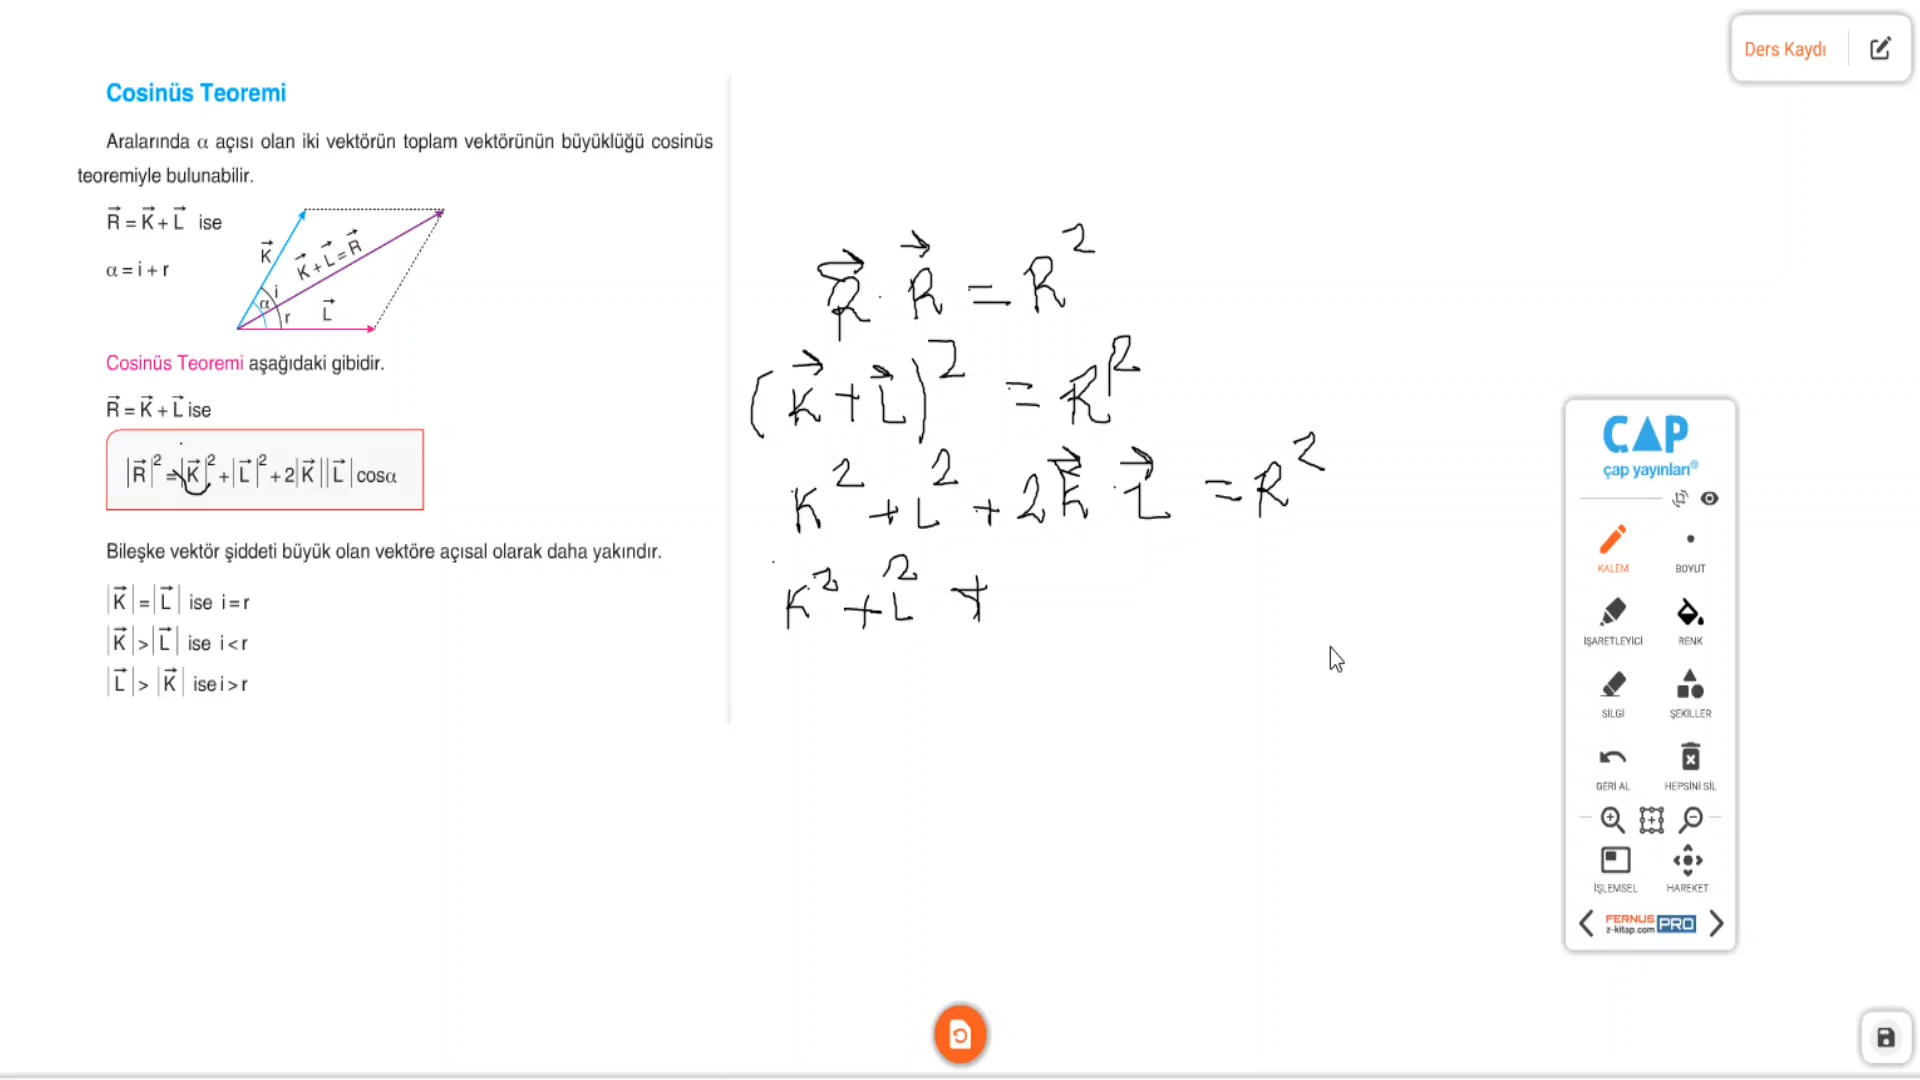 Ders Kaydı
Cosinüs Teoremi
Aralarında α açısı olan iki vektörün toplam vektörünün büyüklüğü cosinüs
teoremiyle bulunabilir.
R⃗ = K⃗ + L⃗ ise
α = i + r
K⃗
K⃗ + L⃗ = R⃗
i
α
r
L⃗
Cosinüs Teoremi aşağıdaki gibidir.
R⃗ = K⃗ + L⃗ ise
|R⃗|² = |K⃗|² + |L⃗|² + 2|K⃗||L⃗| cosα
Bileşke vektör şiddeti büyük olan vektöre açısal olarak daha yakındır.
|K⃗| = |L⃗| ise i = r
|K⃗| > |L⃗| ise i < r
|L⃗| > |K⃗| ise i > r
R⃗ . R⃗ = R²
(K⃗ + L⃗)² = R²
K² + L² + 2K⃗ . L⃗ = R²
K² + L² +
ÇAP
çap yayınları®
KALEM BOYUT
İŞARETLEYİCİ RENK
SİLGİ ŞEKİLLER
GERİ AL HEPSİNİ SİL
İŞLEMSEL HAREKET
FERNUS PRO
z-kitap.com